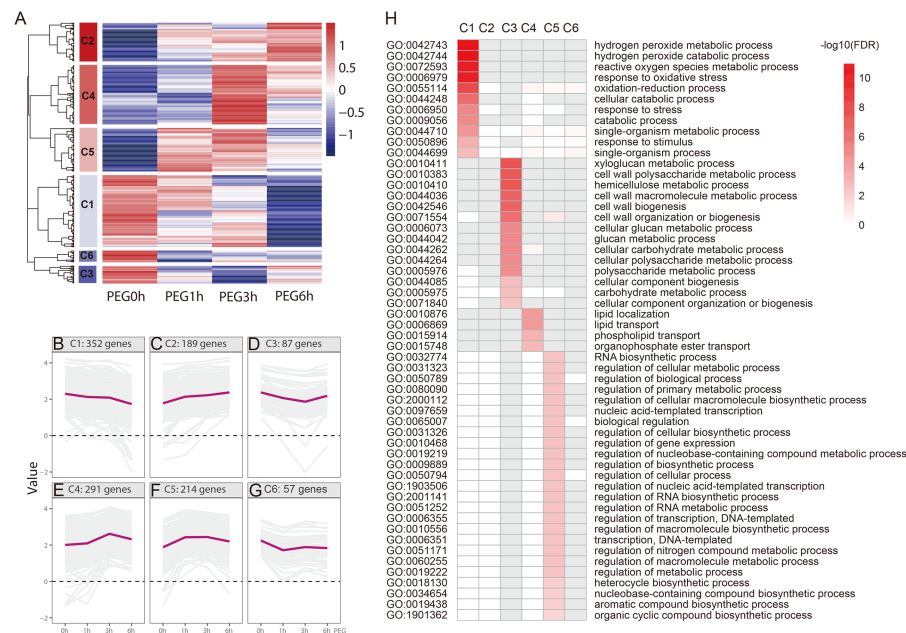 A
C2
C4
C5
C1
C6
C3
PEG0h PEG1h PEG3h PEG6h
1
0.5
0
−0.5
−1
B C1: 352 genes
C C2: 189 genes
D C3: 87 genes
E C4: 291 genes
F C5: 214 genes
G C6: 57 genes
Value
4
2
0
−2
4
2
0
−2
0h 1h 3h 6h 0h 1h 3h 6h 0h 1h 3h 6h PEG
H
C1 C2 C3 C4 C5 C6
GO:0042743 hydrogen peroxide metabolic process
GO:0042744 hydrogen peroxide catabolic process
GO:0072593 reactive oxygen species metabolic process
GO:0006979 response to oxidative stress
GO:0055114 oxidation-reduction process
GO:0044248 cellular catabolic process
GO:0006950 response to stress
GO:0009056 catabolic process
GO:0044710 single-organism metabolic process
GO:0050896 response to stimulus
GO:0044699 single-organism process
GO:0010411 xyloglucan metabolic process
GO:0010383 cell wall polysaccharide metabolic process
GO:0010410 hemicellulose metabolic process
GO:0044036 cell wall macromolecule metabolic process
GO:0042546 cell wall biogenesis
GO:0071554 cell wall organization or biogenesis
GO:0006073 cellular glucan metabolic process
GO:0044042 glucan metabolic process
GO:0044262 cellular carbohydrate metabolic process
GO:0044264 cellular polysaccharide metabolic process
GO:0005976 polysaccharide metabolic process
GO:0044085 cellular component biogenesis
GO:0005975 carbohydrate metabolic process
GO:0071840 cellular component organization or biogenesis
GO:0010876 lipid localization
GO:0006869 lipid transport
GO:0015914 phospholipid transport
GO:0015748 organophosphate ester transport
GO:0032774 RNA biosynthetic process
GO:0031323 regulation of cellular metabolic process
GO:0050789 regulation of biological process
GO:0080090 regulation of primary metabolic process
GO:2000112 regulation of cellular macromolecule biosynthetic process
GO:0097659 nucleic acid-templated transcription
GO:0065007 biological regulation
GO:0031326 regulation of cellular biosynthetic process
GO:0010468 regulation of gene expression
GO:0019219 regulation of nucleobase-containing compound metabolic process
GO:0009889 regulation of biosynthetic process
GO:0050794 regulation of cellular process
GO:1903506 regulation of nucleic acid-templated transcription
GO:2001141 regulation of RNA biosynthetic process
GO:0051252 regulation of RNA metabolic process
GO:0006355 regulation of transcription, DNA-templated
GO:0010556 regulation of macromolecule biosynthetic process
GO:0006351 transcription, DNA-templated
GO:0051171 regulation of nitrogen compound metabolic process
GO:0060255 regulation of macromolecule metabolic process
GO:0019222 regulation of metabolic process
GO:0018130 heterocycle biosynthetic process
GO:0034654 nucleobase-containing compound biosynthetic process
GO:0019438 aromatic compound biosynthetic process
GO:1901362 organic cyclic compound biosynthetic process
-log10(FDR)
10
8
6
4
2
0